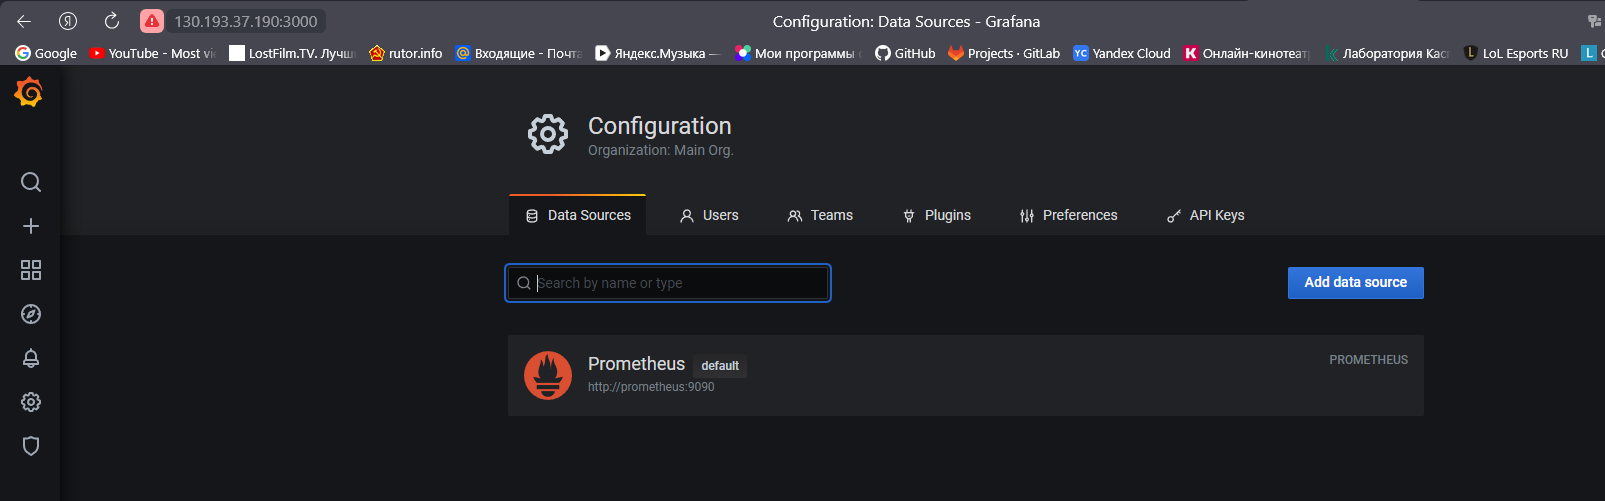 Я 130.193.37.190:3000 Configuration: Data Sources - Grafana
Google YouTube - Most vi LostFilm.TV. Лучш rutor.info Входящие - Почта Яндекс.Музыка — Мои программы GitHub Projects · GitLab YC Yandex Cloud K Онлайн-кинотеат Лаборатория Кас LoL Esports RU L
Configuration
Organization: Main Org.
Data Sources Users Teams Plugins Preferences API Keys
Search by name or type Add data source
Prometheus default PROMETHEUS
http://prometheus:9090